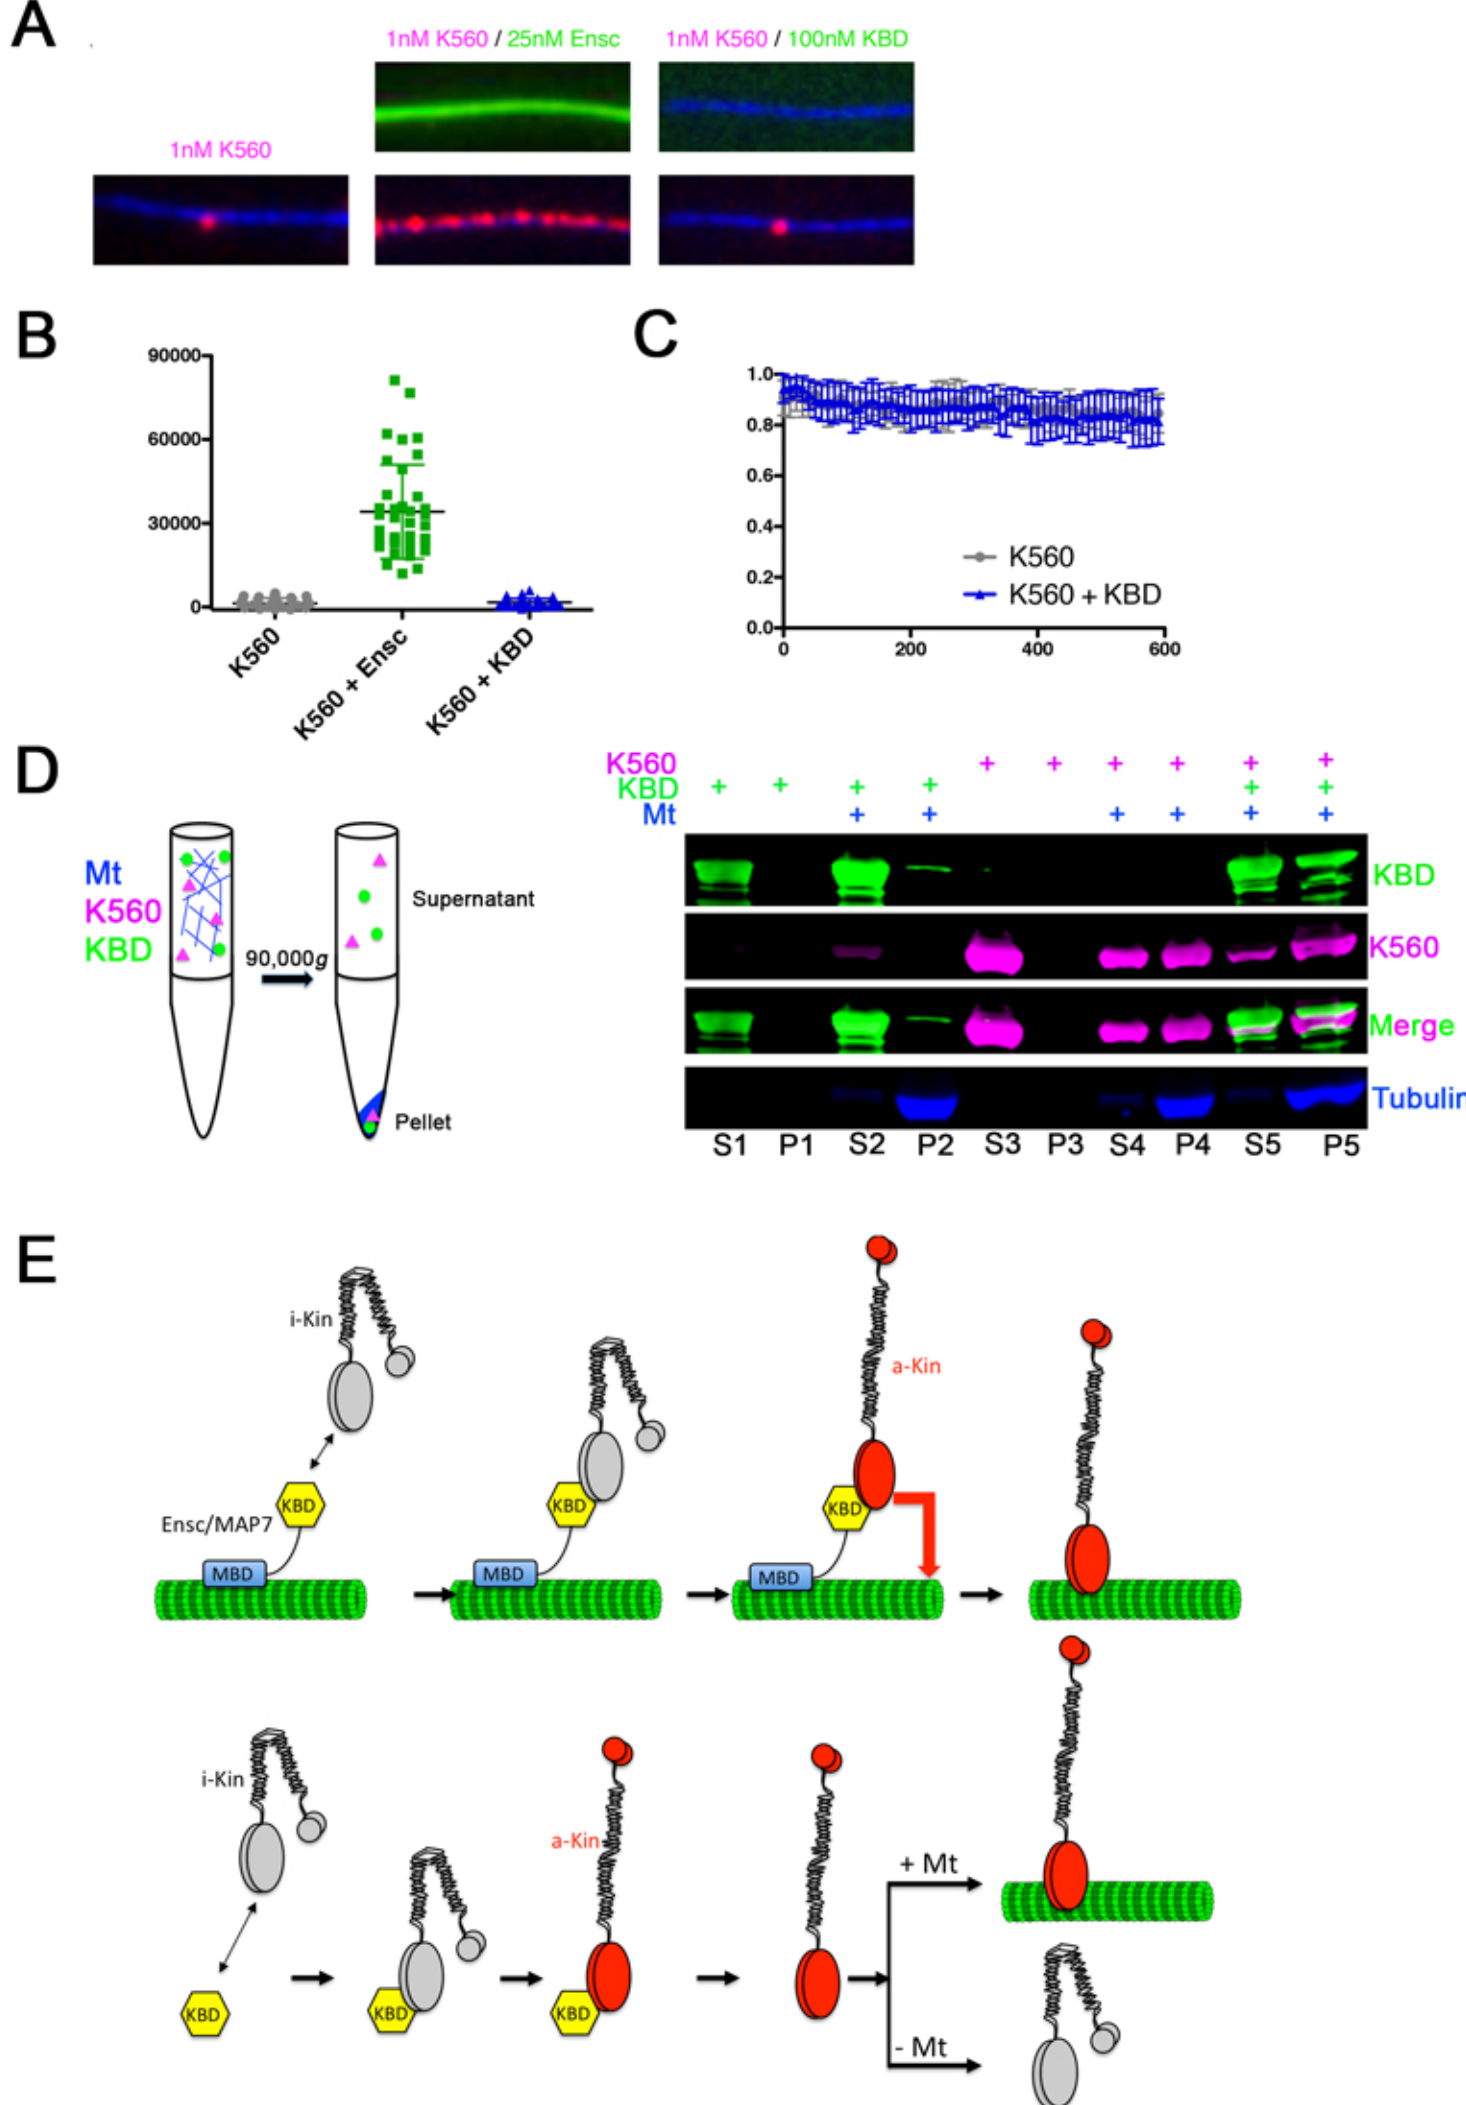 A
1nM K560 / 25nM Ensc
1nM K560 / 100nM KBD
1nM K560
B
90000
60000
30000
0
K560
K560 + Ensc
K560 + KBD
C
1.0
0.8
0.6
0.4
0.2
0.0
0 200 400 600
K560
K560 + KBD
D
Mt
K560
KBD
90,000g
Supernatant
Pellet
K560 + + + + + +
KBD + + + + + +
Mt + + + + + +
KBD
K560
Merge
Tubulin
S1 P1 S2 P2 S3 P3 S4 P4 S5 P5
E
i-Kin
KBD
Ensc/MAP7
MBD
KBD
MBD
a-Kin
KBD
MBD
i-Kin
KBD
KBD
a-Kin
KBD
+ Mt
- Mt